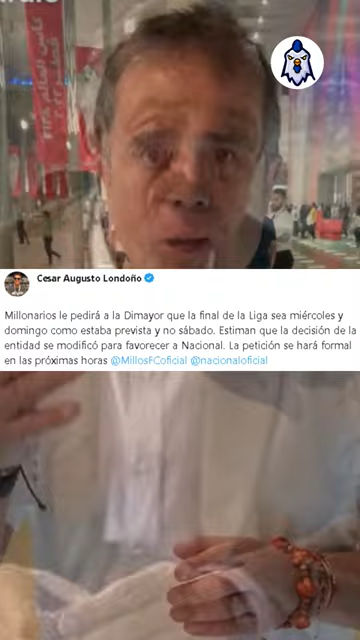 Cesar Augusto Londoño
Millonarios le pedirá a la Dimayor que la final de la Liga sea miércoles y
domingo como estaba prevista y no sábado. Estiman que la decisión de la
entidad se modificó para favorecer a Nacional. La petición se hará formal
en las próximas horas @MillosFCoficial @nacionaloficial